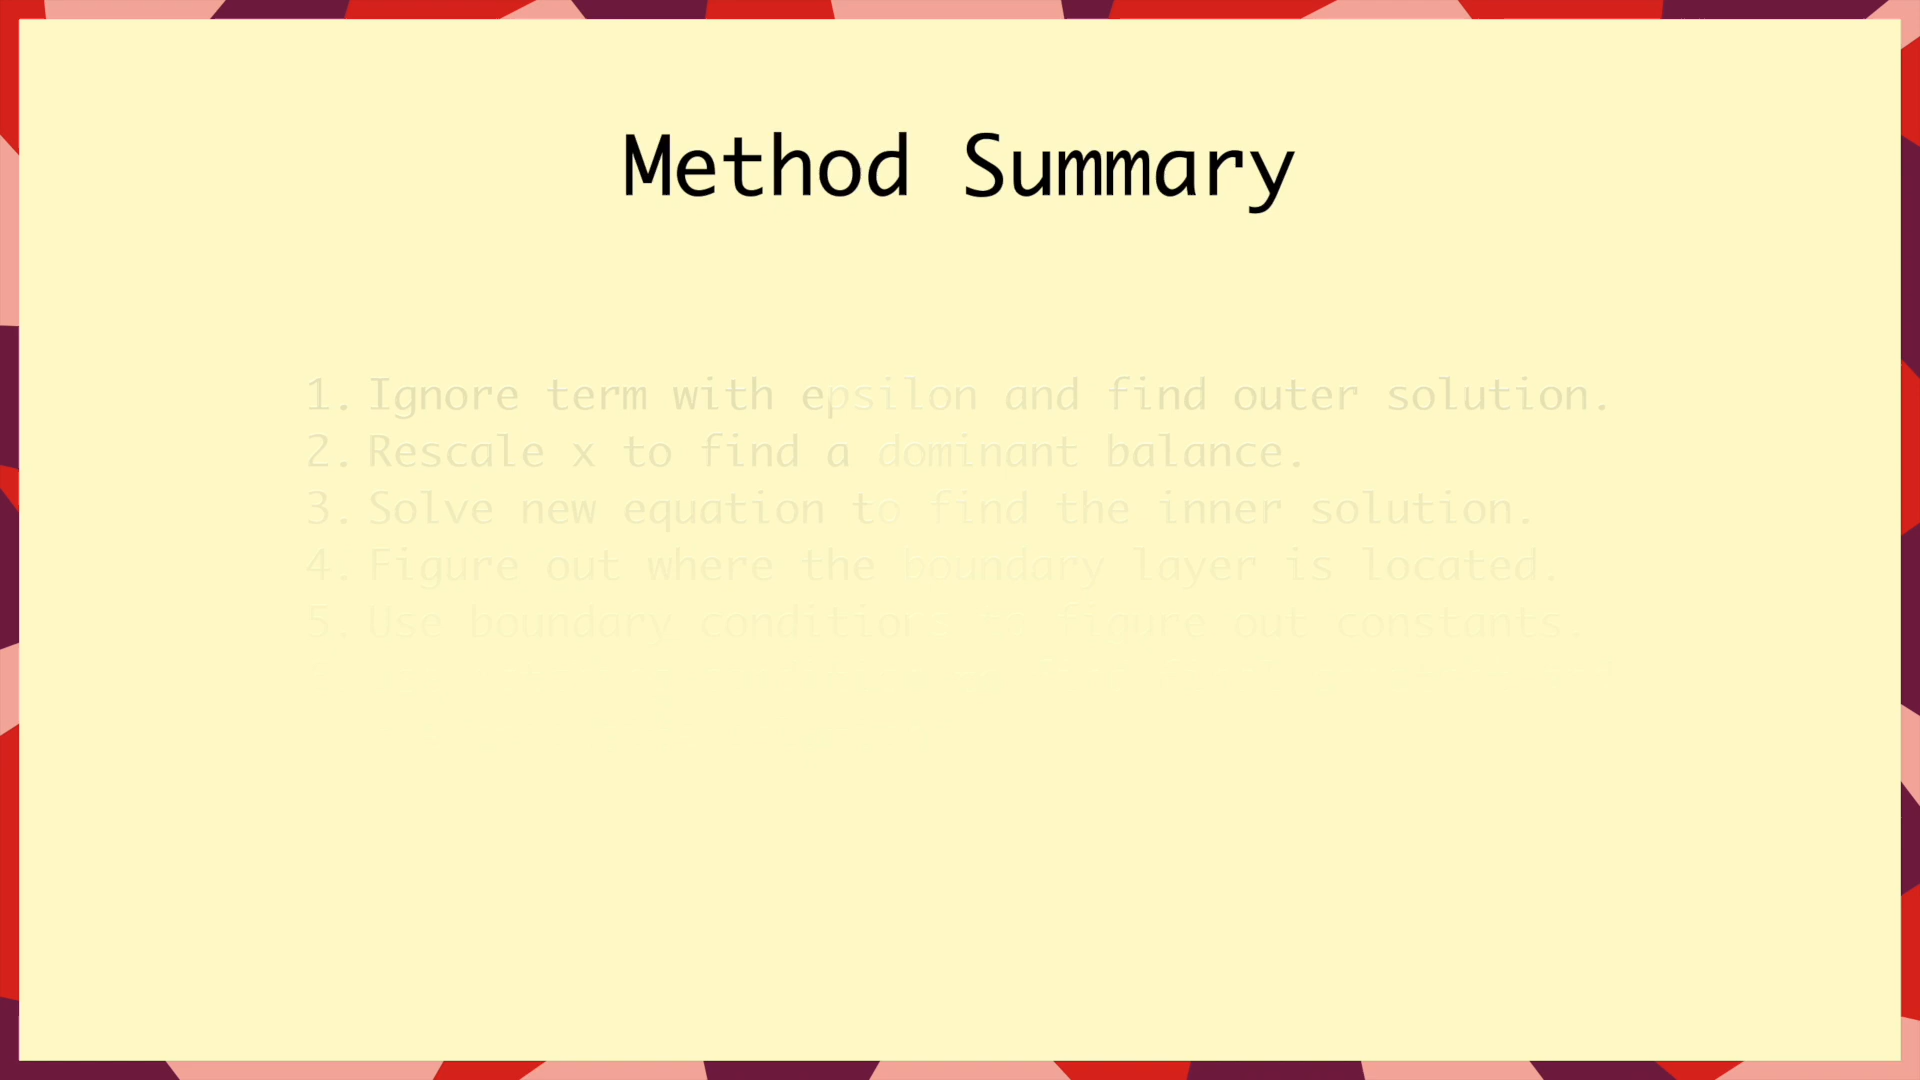 Method Summary
1. Ignore term with epsilon and find outer solution.
2. Rescale x to find a dominant balance.
3. Solve new equation to find the inner solution.
4. Figure out where the boundary layer is located.
5. Use boundary conditions to figure out constants.